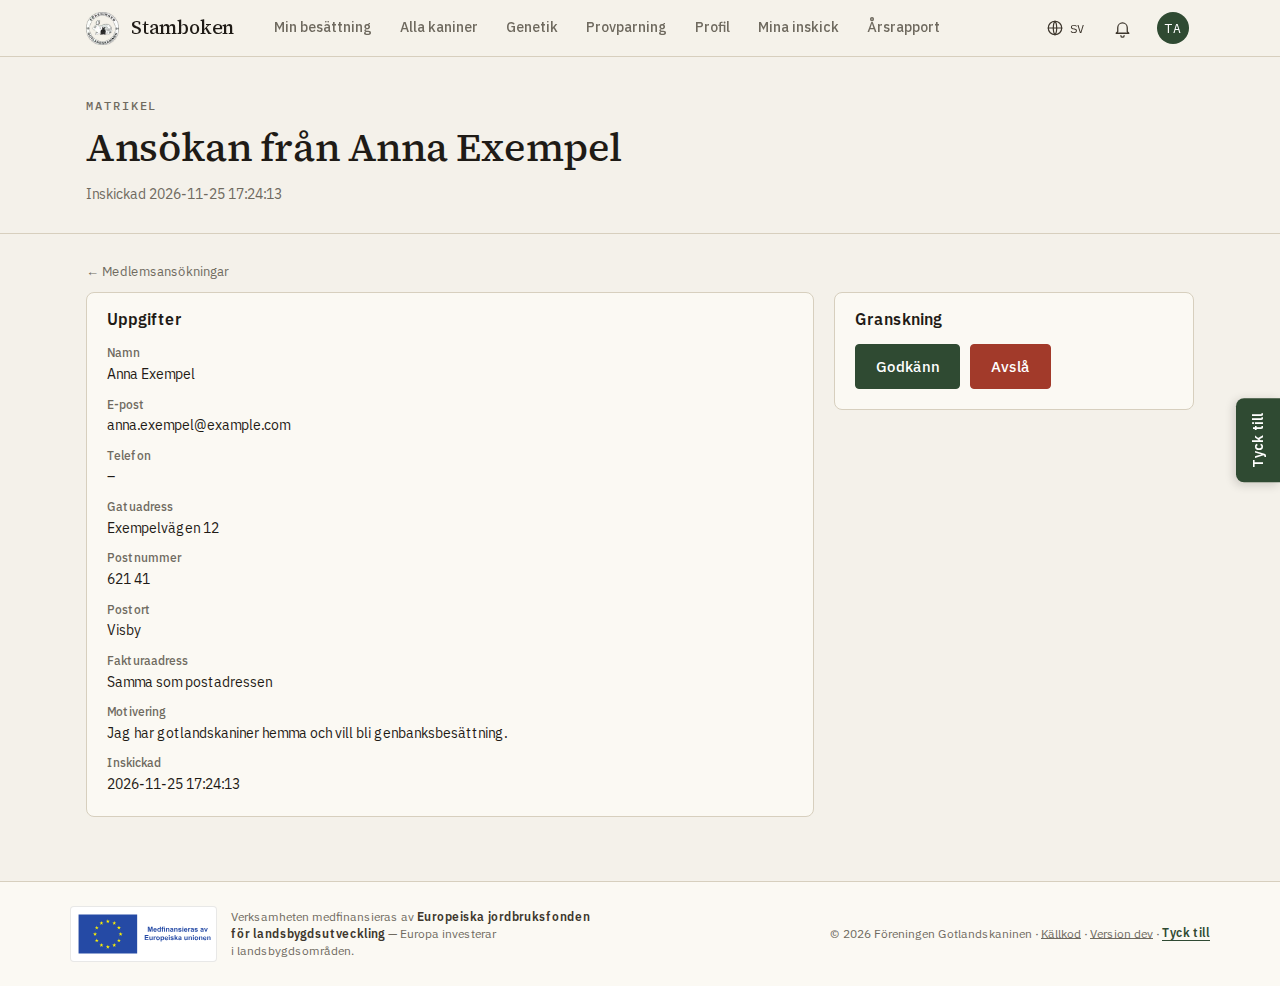 Stamboken
Min besättning
Alla kaniner
Genetik
Provparning
Profil
Mina inskick
Årsrapport
SV
TA
MATRIKEL
Ansökan från Anna Exempel
Inskickad 2026-11-25 17:24:13
← Medlemsansökningar
Uppgifter
Namn
Anna Exempel
E-post
anna.exempel@example.com
Telefon
–
Gatuadress
Exempelvägen 12
Postnummer
621 41
Postort
Visby
Fakturaadress
Samma som postadressen
Motivering
Jag har gotlandskaniner hemma och vill bli genbanksbesättning.
Inskickad
2026-11-25 17:24:13
Granskning
Godkänn
Avslå
Tyck till
Medfinansieras av
Europeiska unionen
Verksamheten medfinansieras av Europeiska jordbruksfonden
för landsbygdsutveckling — Europa investerar
i landsbygdsområden.
© 2026 Föreningen Gotlandskaninen · Källkod · Version dev · Tyck till